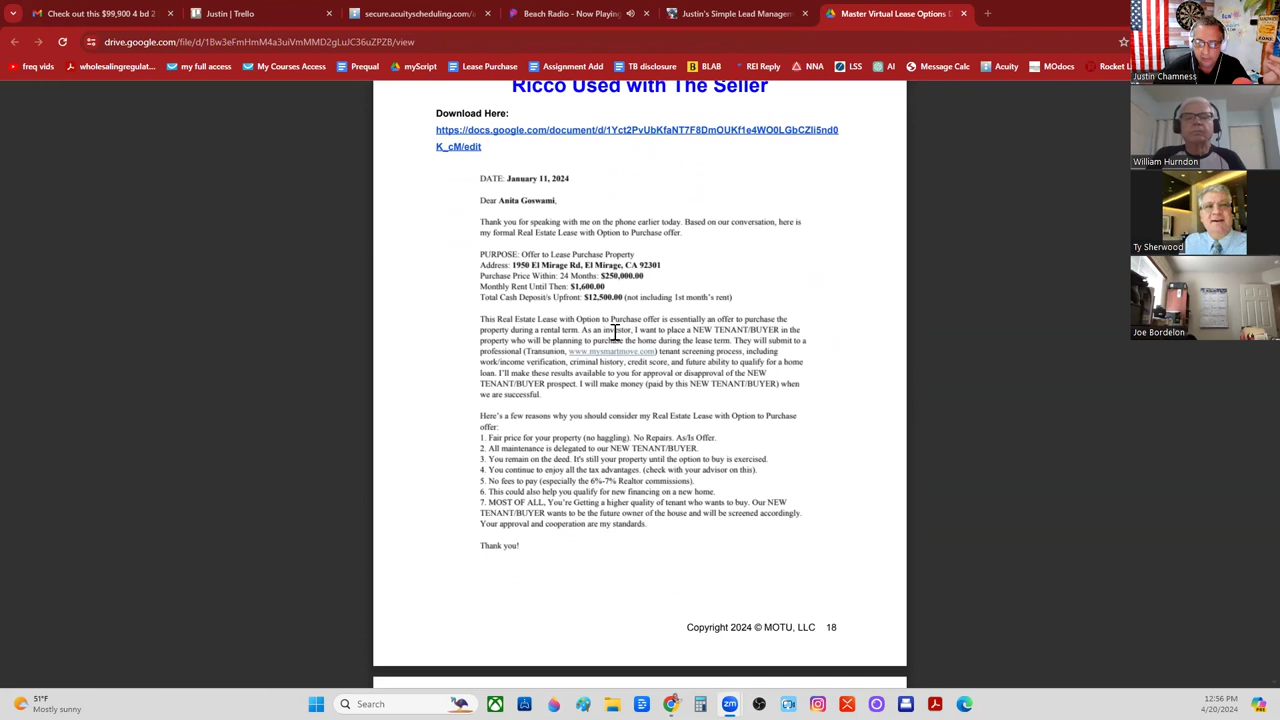 Check out this $99,900 4 bd 2
Justin | Trello
secure.acuityscheduling.com/a
Beach Radio - Now Playing
Justin's Simple Lead Managem
Master Virtual Lease Options D
drive.google.com/file/d/1Bw3eFmHmM4a3uiVmMMD2gLJC36uZPZB/view
freq vids
wholesalingregulat...
my full access
My Courses Access
Prequal
myScript
Lease Purchase
Assignment Add
TB disclosure
BLAB
REI Reply
NNA
LSS
AI
Message Calc
Acuity
MOdocs
Rocket L
Ricco Used with The Seller
Download Here:
https://docs.google.com/document/d/1Yct2PvUbKfaNT7F8DmOUKf1e4WO0LGbCZli5nd0
K_cM/edit
DATE: January 11, 2024
Dear Anita Goswami,
Thank you for speaking with me on the phone earlier today. Based on our conversation, here is
my formal Real Estate Lease with Option to Purchase offer.
PURPOSE: Offer to Lease Purchase Property
Address: 1950 El Mirage Rd, El Mirage, CA 92301
Purchase Price Within: 24 Months: $250,000.00
Monthly Rent Until Then: $1,600.00
Total Cash Deposit/s Upfront: $12,500.00 (not including 1st month's rent)
This Real Estate Lease with Option to Purchase offer is essentially an offer to purchase the
property during a rental term. As an investor, I want to place a NEW TENANT/BUYER in the
property who will be planning to purchase the home during the lease term. They will submit to a
professional (Transunion, www.mysmartmove.com) tenant screening process, including
work/income verification, criminal history, credit score, and future ability to qualify for a home
loan. I'll make these results available to you for approval or disapproval of the NEW
TENANT/BUYER prospect. I will make money (paid by this NEW TENANT/BUYER) when
we are successful.
Here's a few reasons why you should consider my Real Estate Lease with Option to Purchase
offer:
1. Fair price for your property (no haggling). No Repairs. As/Is Offer.
2. All maintenance is delegated to our NEW TENANT/BUYER.
3. You remain on the deed. It's still your property until the option to buy is exercised.
4. You continue to enjoy all the tax advantages. (check with your advisor on this).
5. No fees to pay (especially the 6%-7% Realtor commissions).
6. This could also help you qualify for new financing on a new home.
7. MOST OF ALL, You're Getting a higher quality of tenant who wants to buy. Our NEW
TENANT/BUYER wants to be the future owner of the house and will be screened accordingly.
Your approval and cooperation are my standards.
Thank you!
Copyright 2024 © MOTU, LLC 18
Justin Chamness
William Hurndon
Ty Sherwood
Joe Bordelon
51°F
Mostly sunny
Search
12:56 PM
4/20/2024